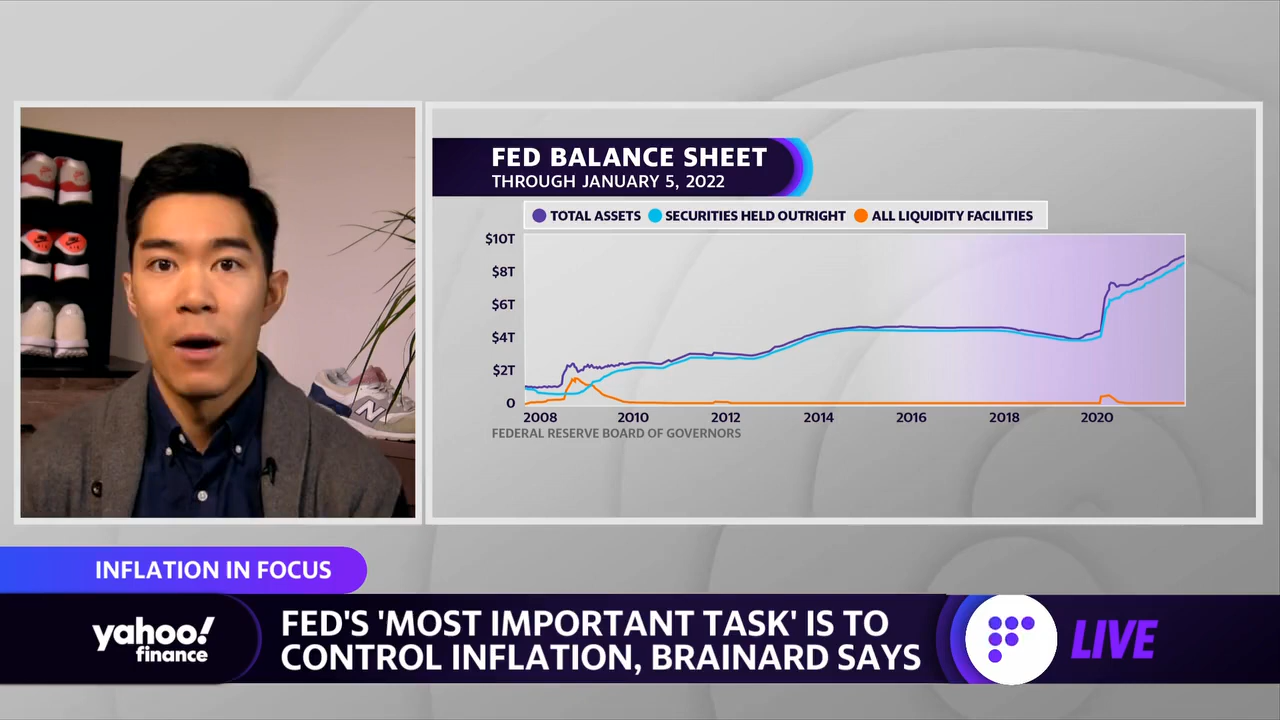 FED BALANCE SHEET
THROUGH JANUARY 5, 2022
TOTAL ASSETS SECURITIES HELD OUTRIGHT ALL LIQUIDITY FACILITIES
$10T
$8T
$6T
$4T
$2T
0
2008 2010 2012 2014 2016 2018 2020
FEDERAL RESERVE BOARD OF GOVERNORS
N
INFLATION IN FOCUS
yahoo!
finance
FED'S 'MOST IMPORTANT TASK' IS TO
CONTROL INFLATION, BRAINARD SAYS
LIVE